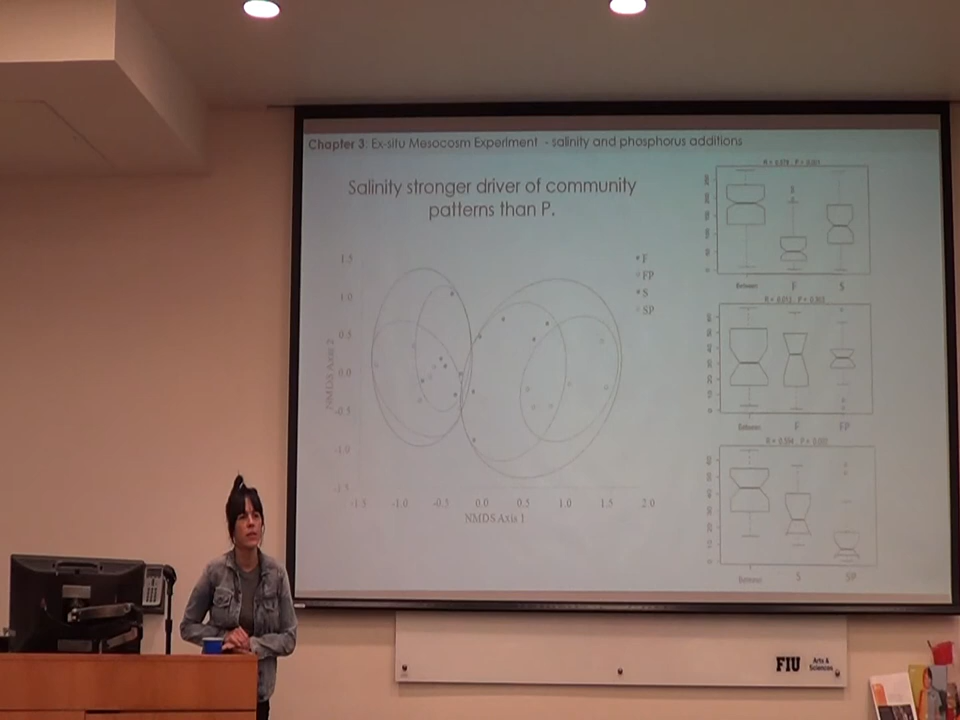 Chapter 3: Ex-situ Mesocosm Experiment - salinity and phosphorus additions
Salinity stronger driver of community
patterns than P.
F
FP
S
SP
1.5
1.0
0.5
0.0
-0.5
-1.0
-1.5
NMDS Axis 2
-1.5 -1.0 -0.5 0.0 0.5 1.0 1.5 2.0
NMDS Axis 1
Between F S
Between F FP
Between S SP
FIU Arts &
Sciences